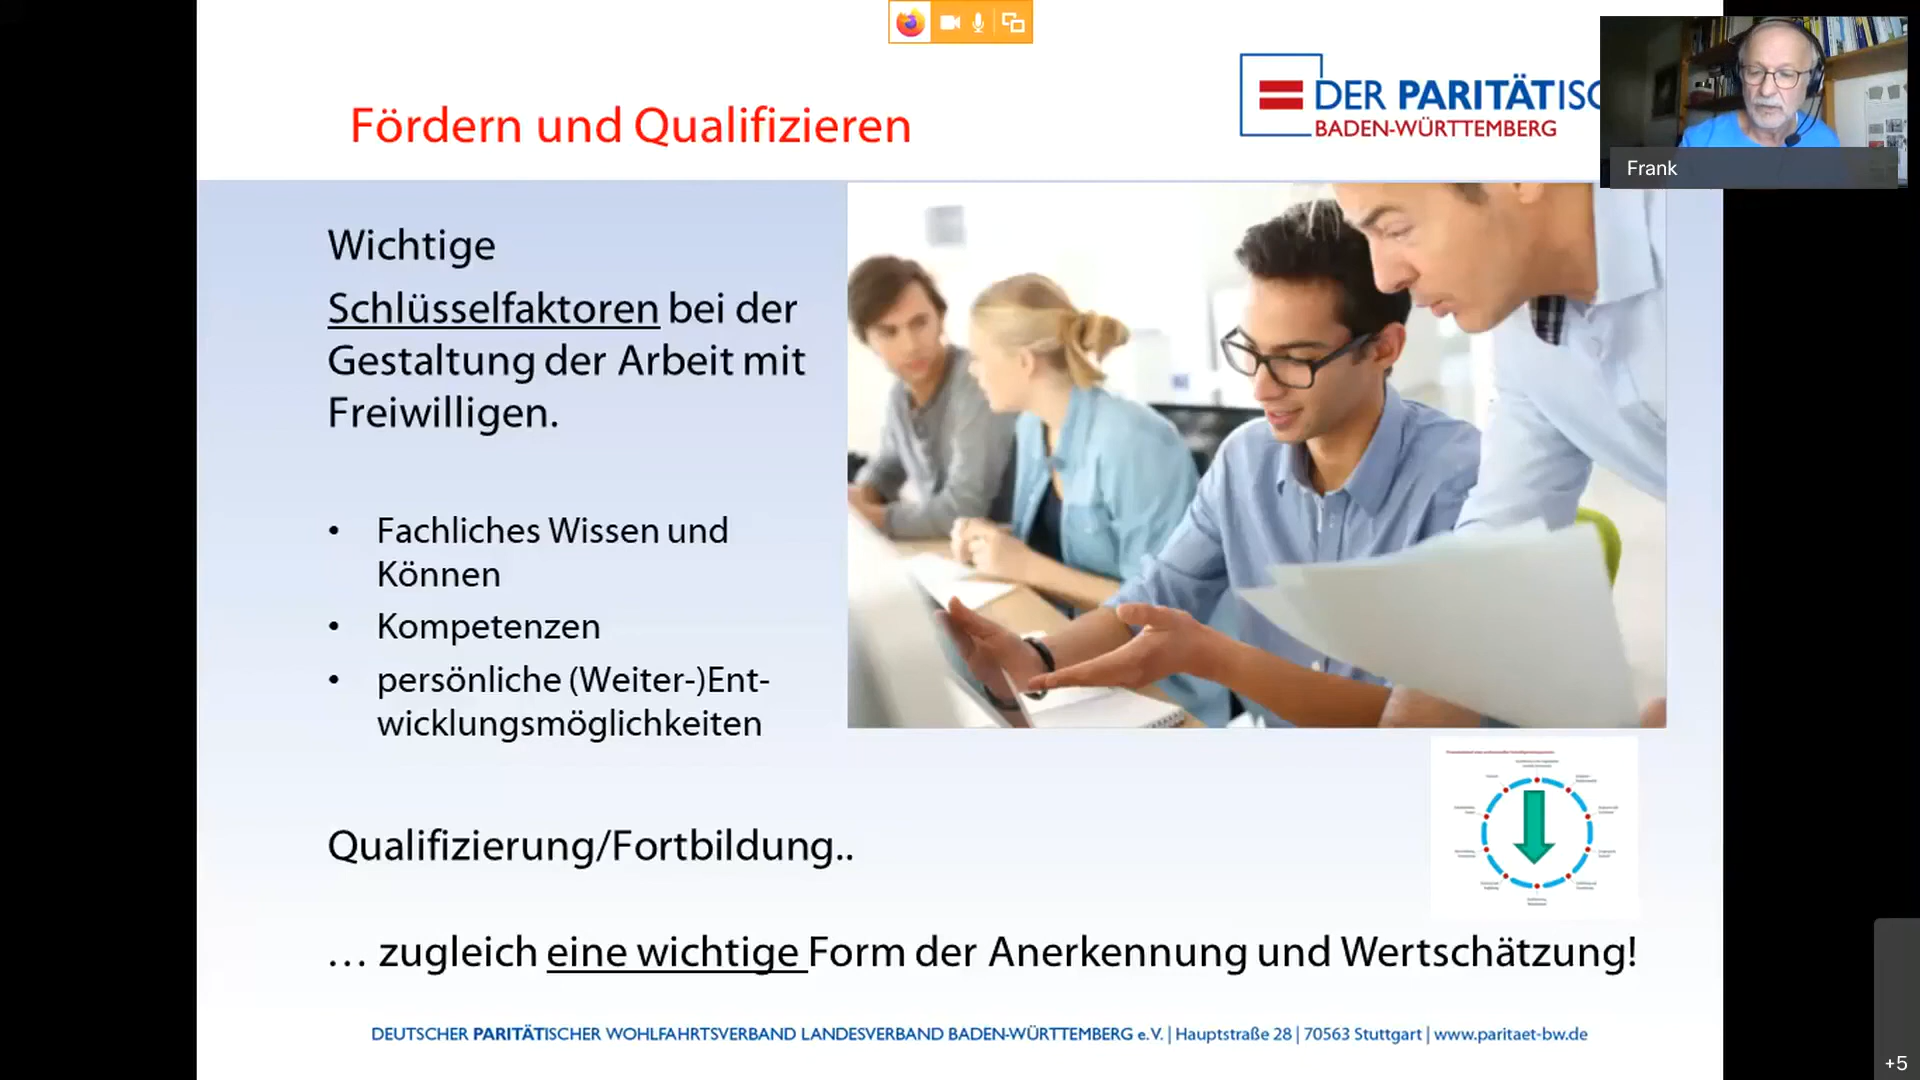 Fördern und Qualifizieren
DER PARITÄTISC
BADEN-WÜRTTEMBERG
Frank
Wichtige
Schlüsselfaktoren bei der
Gestaltung der Arbeit mit
Freiwilligen.
• Fachliches Wissen und
Können
• Kompetenzen
• persönliche (Weiter-)Ent-
wicklungsmöglichkeiten
Qualifizierung/Fortbildung..
… zugleich eine wichtige Form der Anerkennung und Wertschätzung!
DEUTSCHER PARITÄTISCHER WOHLFAHRTSVERBAND LANDESVERBAND BADEN-WÜRTTEMBERG e.V. | Hauptstraße 28 | 70563 Stuttgart | www.paritaet-bw.de
+5